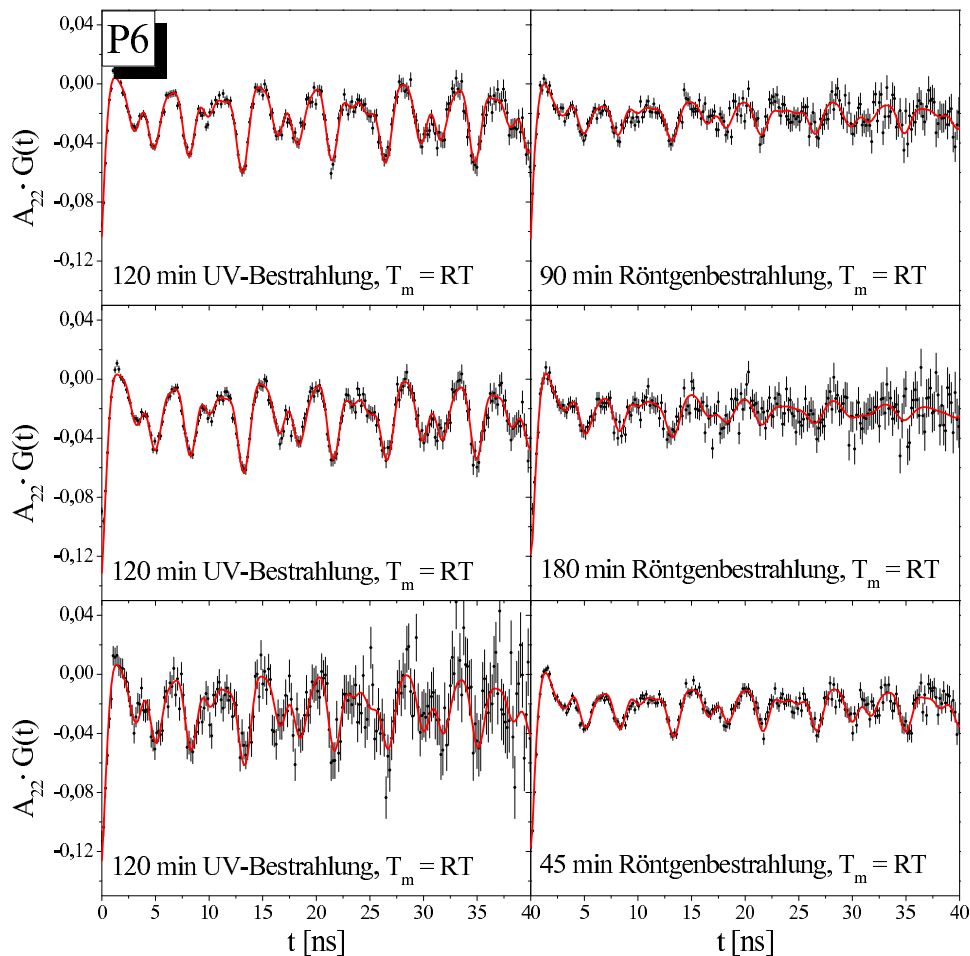 P6
0,04
0,00
-0,04
-0,08
-0,12
A22· G(t)
120 min UV-Bestrahlung, Tm = RT
90 min Röntgenbestrahlung, Tm = RT
0,04
0,00
-0,04
-0,08
-0,12
A22· G(t)
120 min UV-Bestrahlung, Tm = RT
180 min Röntgenbestrahlung, Tm = RT
0,04
0,00
-0,04
-0,08
-0,12
A22· G(t)
120 min UV-Bestrahlung, Tm = RT
45 min Röntgenbestrahlung, Tm = RT
0 5 10 15 20 25 30 35 40 5 10 15 20 25 30 35 40
t [ns]
t [ns]